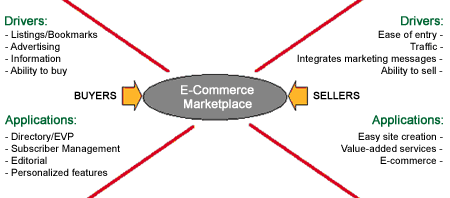 Drivers:
- Listings/Bookmarks
- Advertising
- Information
- Ability to buy
Drivers:
Ease of entry -
Traffic -
Integrates marketing messages -
Ability to sell -
BUYERS
E-Commerce
Marketplace
SELLERS
Applications:
- Directory/EVP
- Subscriber Management
- Editorial
- Personalized features
Applications:
Easy site creation -
Value-added services -
E-commerce -